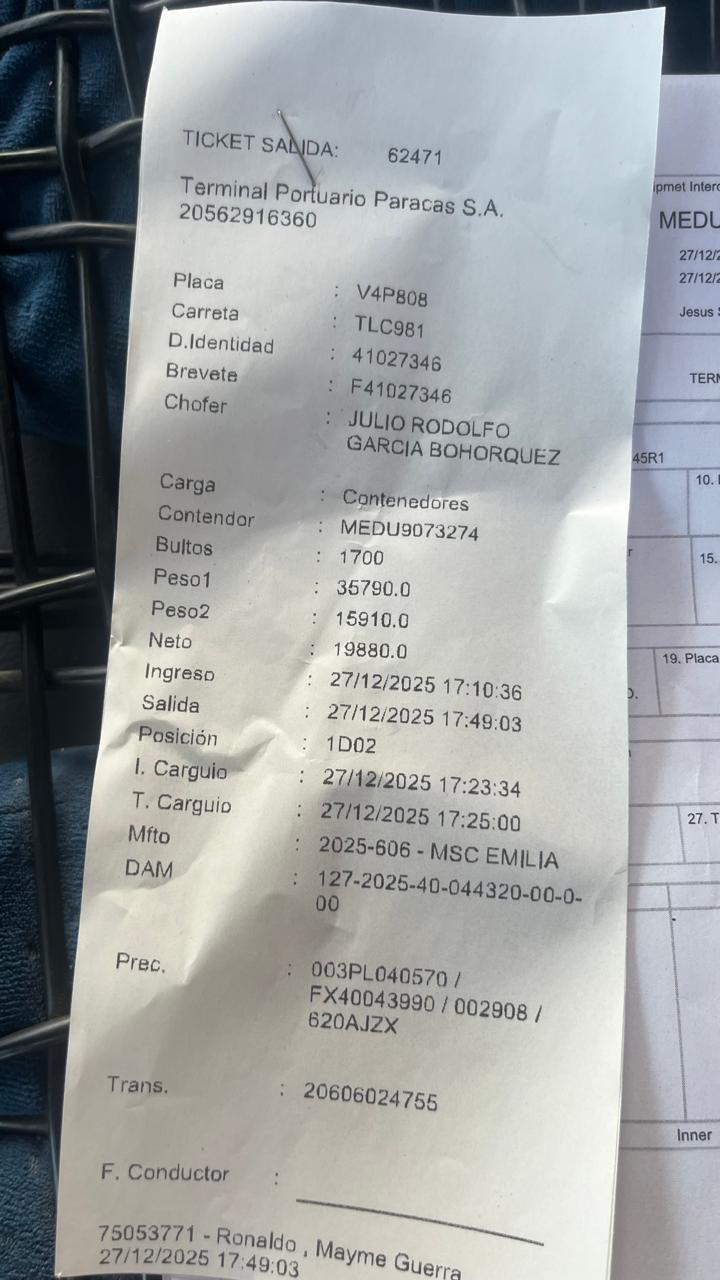 TICKET SALIDA: 62471
Terminal Portuario Paracas S.A.
20562916360
Placa : V4P808
Carreta : TLC981
D.Identidad : 41027346
Brevete : F41027346
Chofer : JULIO RODOLFO
GARCIA BOHORQUEZ
Carga : Contenedores
Contendor : MEDU9073274
Bultos : 1700
Peso1 : 35790.0
Peso2 : 15910.0
Neto : 19880.0
Ingreso : 27/12/2025 17:10:36
Salida : 27/12/2025 17:49:03
Posición : 1D02
I. Carguio : 27/12/2025 17:23:34
T. Carguio : 27/12/2025 17:25:00
Mfto : 2025-606 - MSC EMILIA
DAM : 127-2025-40-044320-00-0-
00
Prec. : 003PL040570 /
FX40043990 / 002908 /
620AJZX
Trans. : 20606024755
F. Conductor :
75053771 - Ronaldo , Mayme Guerra
27/12/2025 17:49:03
MEDU
27/12/2
27/12/2
Jesus
TERM
45R1
10.
15.
19. Placa
27. T
Inner